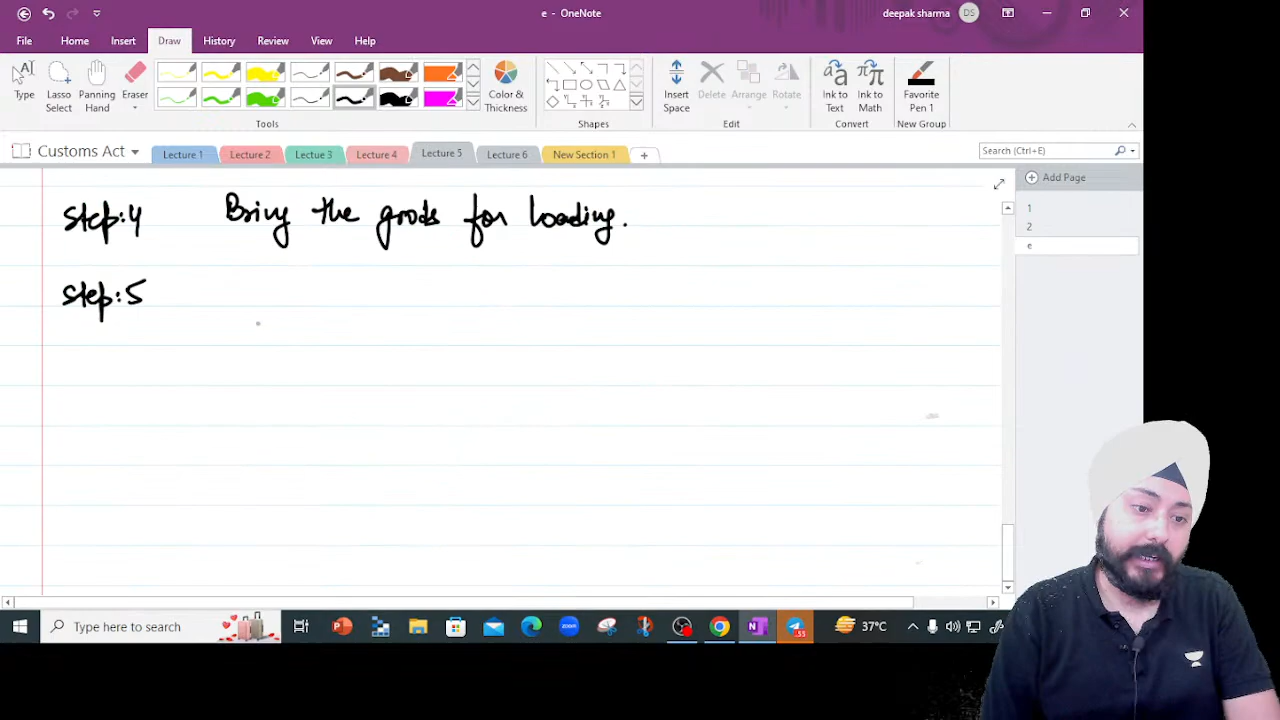 e - OneNote
deepak sharma
DS
File
Home
Insert
Draw
History
Review
View
Help
Type
Lasso Select
Panning Hand
Eraser
Color & Thickness
Insert Space
Delete
Arrange
Rotate
Ink to Text
Ink to Math
Favorite Pen 1
Tools
Shapes
Edit
Convert
New Group
Customs Act
Lecture 1
Lecture 2
Lectue 3
Lecture 4
Lecture 5
Lecture 6
New Section 1
Search (Ctrl+E)
Add Page
1
2
e
Step:4 Bring the goods for loading.
Step:5
Type here to search
zoom
37°C